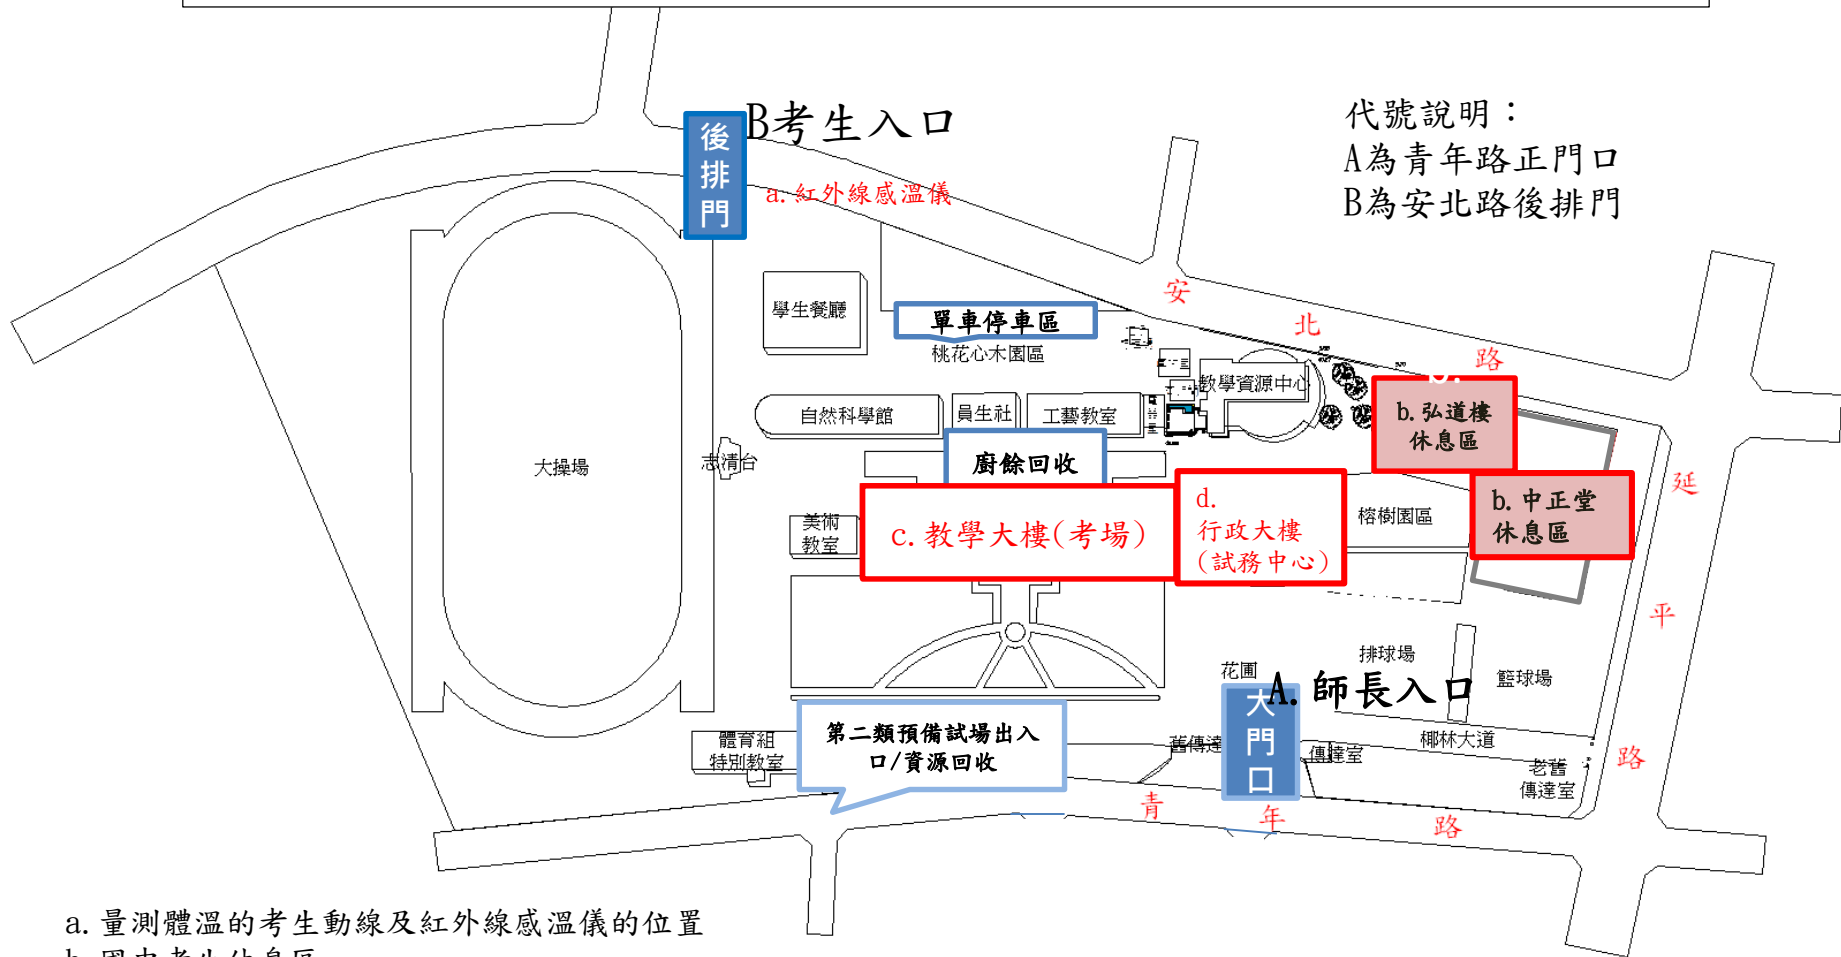 後
排
門
B考生入口
a.紅外線感溫儀
代號說明：
A為青年路正門口
B為安北路後排門
安
北
路
學生餐廳
單車停車區
桃花心木園區
教學資源中心
自然科學館
員生社
工藝教室
b.弘道樓
休息區
大操場
志清台
廚餘回收
延
平
路
美術
教室
c.教學大樓(考場)
d.
行政大樓
(試務中心)
榕樹園區
b.中正堂
休息區
花圃
排球場
籃球場
A.師長入口
大
門
口
體育組
特別教室
第二類預備試場出入
口/資源回收
舊傳達
傳達室
椰林大道
老舊
傳達室
青
年
路
a.量測體溫的考生動線及紅外線感溫儀的位置